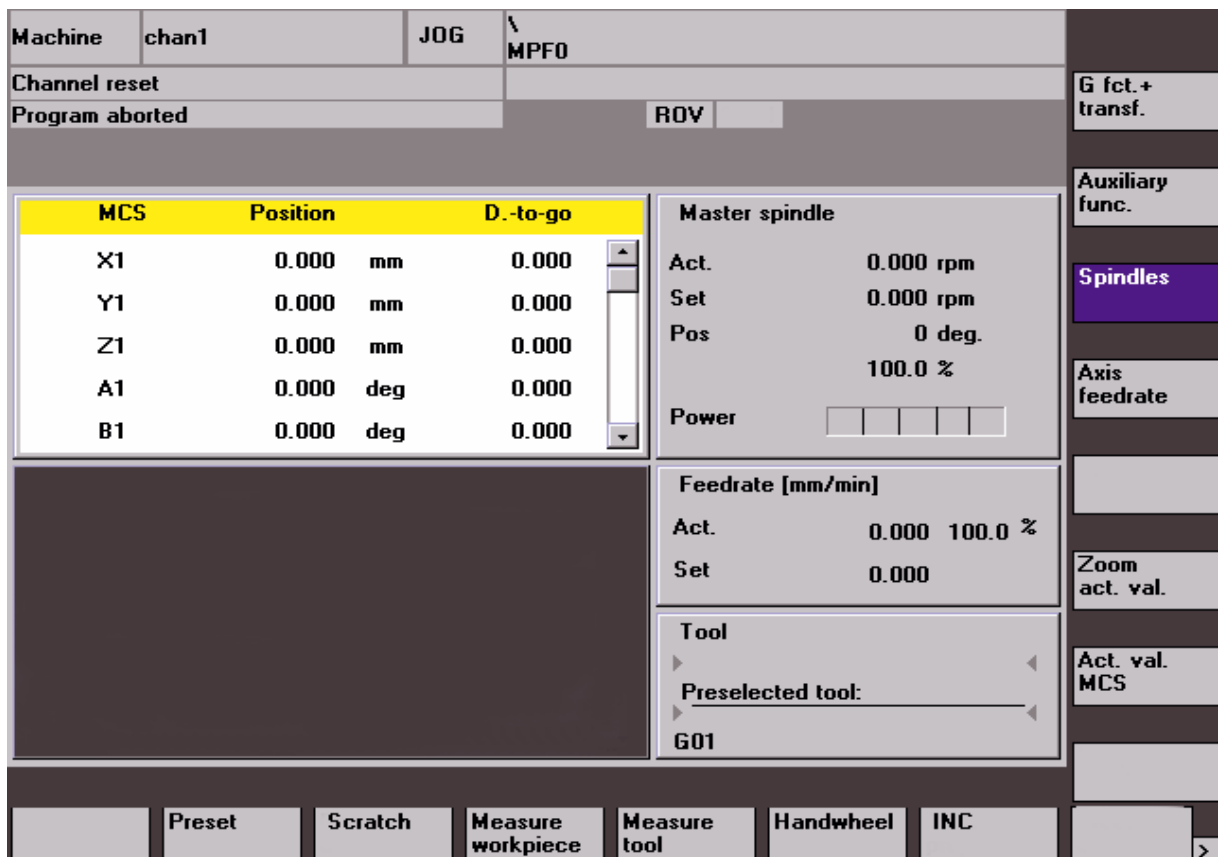 Machine chan1 JOG \
MPF0
Channel reset
Program aborted ROV
MCS Position D.-to-go
X1 0.000 mm 0.000
Y1 0.000 mm 0.000
Z1 0.000 mm 0.000
A1 0.000 deg 0.000
B1 0.000 deg 0.000
Master spindle
Act. 0.000 rpm
Set 0.000 rpm
Pos 0 deg.
100.0 %
Power
Feedrate [mm/min]
Act. 0.000 100.0 %
Set 0.000
Tool
Preselected tool:
G01
G fct.+
transf.
Auxiliary
func.
Spindles
Axis
feedrate
Zoom
act. val.
Act. val.
MCS
Preset
Scratch
Measure
workpiece
Measure
tool
Handwheel
INC
>